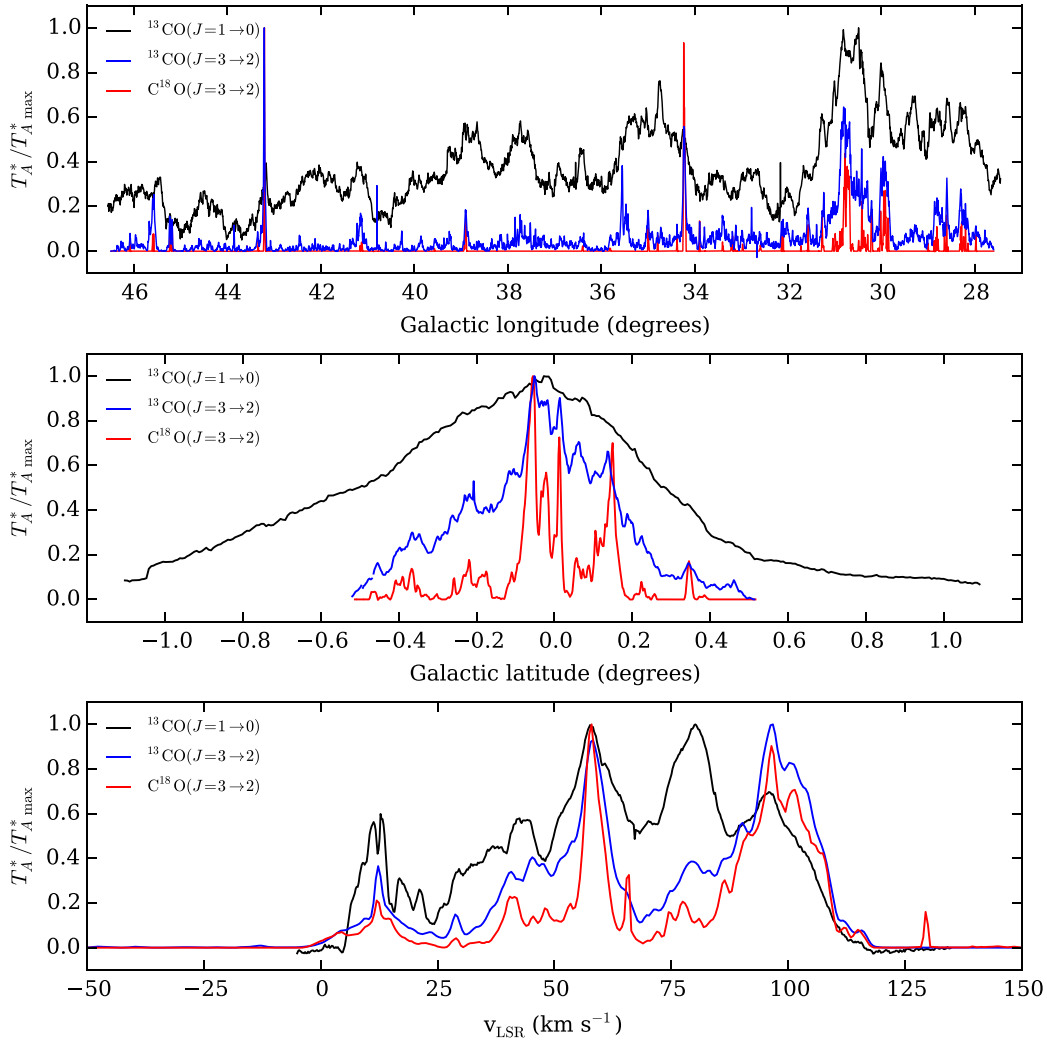 1.0
0.8
0.6
0.4
0.2
0.0
T*A/T*A max
¹³CO(J=1→0)
¹³CO(J=3→2)
C¹⁸O(J=3→2)
46 44 42 40 38 36 34 32 30 28
Galactic longitude (degrees)
1.0
0.8
0.6
0.4
0.2
0.0
T*A/T*A max
¹³CO(J=1→0)
¹³CO(J=3→2)
C¹⁸O(J=3→2)
−1.0 −0.8 −0.6 −0.4 −0.2 0.0 0.2 0.4 0.6 0.8 1.0
Galactic latitude (degrees)
1.0
0.8
0.6
0.4
0.2
0.0
T*A/T*A max
¹³CO(J=1→0)
¹³CO(J=3→2)
C¹⁸O(J=3→2)
−50 −25 0 25 50 75 100 125 150
vLSR (km s⁻¹)